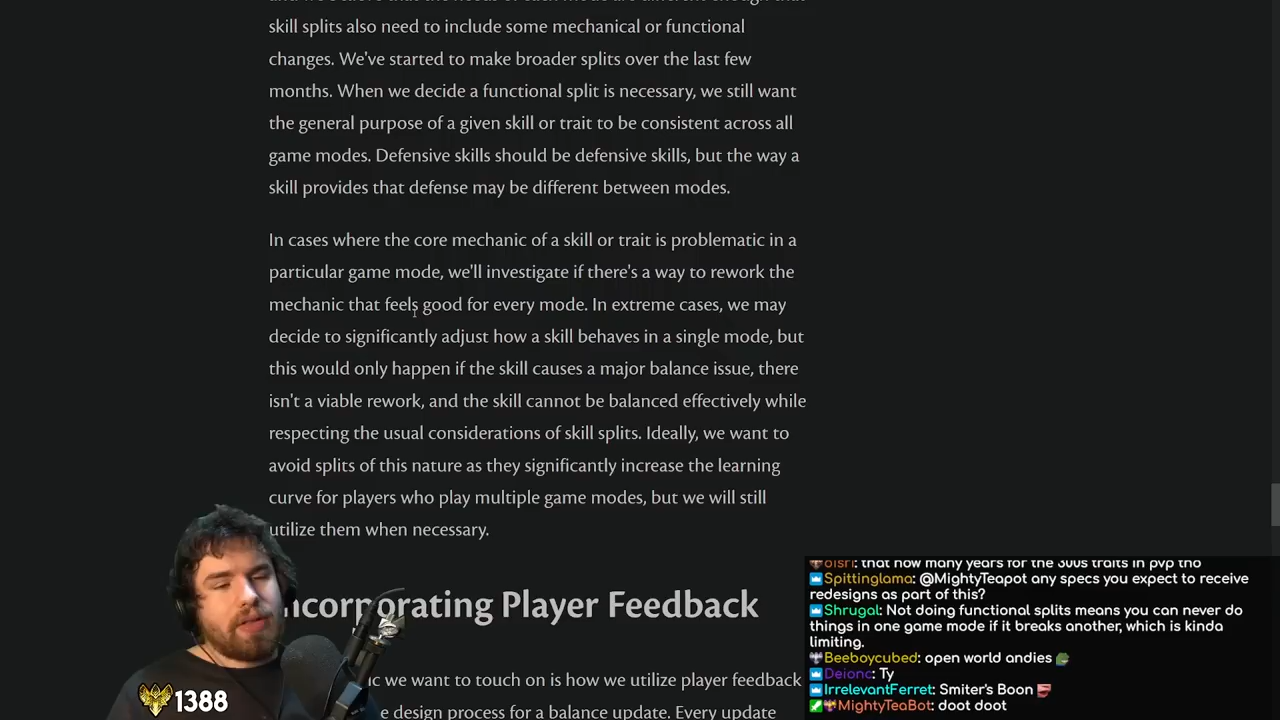 skill splits also need to include some mechanical or functional
changes. We've started to make broader splits over the last few
months. When we decide a functional split is necessary, we still want
the general purpose of a given skill or trait to be consistent across all
game modes. Defensive skills should be defensive skills, but the way a
skill provides that defense may be different between modes.
In cases where the core mechanic of a skill or trait is problematic in a
particular game mode, we'll investigate if there's a way to rework the
mechanic that feels good for every mode. In extreme cases, we may
decide to significantly adjust how a skill behaves in a single mode, but
this would only happen if the skill causes a major balance issue, there
isn't a viable rework, and the skill cannot be balanced effectively while
respecting the usual considerations of skill splits. Ideally, we want to
avoid splits of this nature as they significantly increase the learning
curve for players who play multiple game modes, but we will still
utilize them when necessary.
ncorporating Player Feedback
ic we want to touch on is how we utilize player feedback
e design process for a balance update. Every update
1388
that how many years for the 300s traits in pvp tho
Spittinglama: @MightyTeapot any specs you expect to receive
redesigns as part of this?
Shrugal: Not doing functional splits means you can never do
things in one game mode if it breaks another, which is kinda
limiting.
Beeboycubed: open world andies
Deionc: Ty
IrrelevantFerret: Smiter's Boon
MightyTeaBot: doot doot